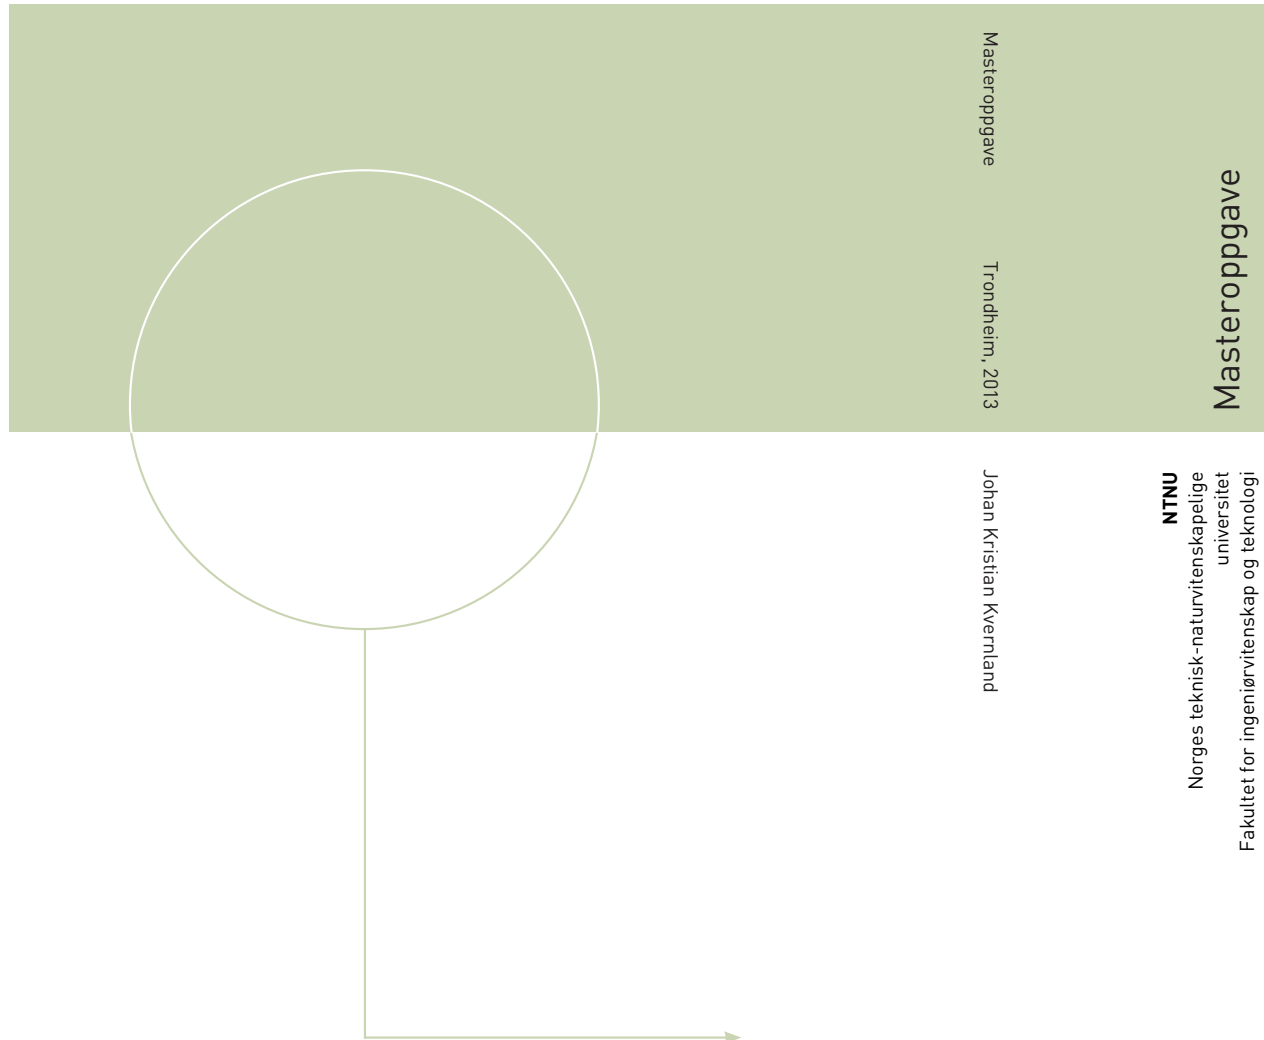 Masteroppgave
Trondheim, 2013
Johan Kristian Kvernland
Masteroppgave
NTNU
Norges teknisk-naturvitenskapelige
universitet
Fakultet for ingeniørvitenskap og teknologi